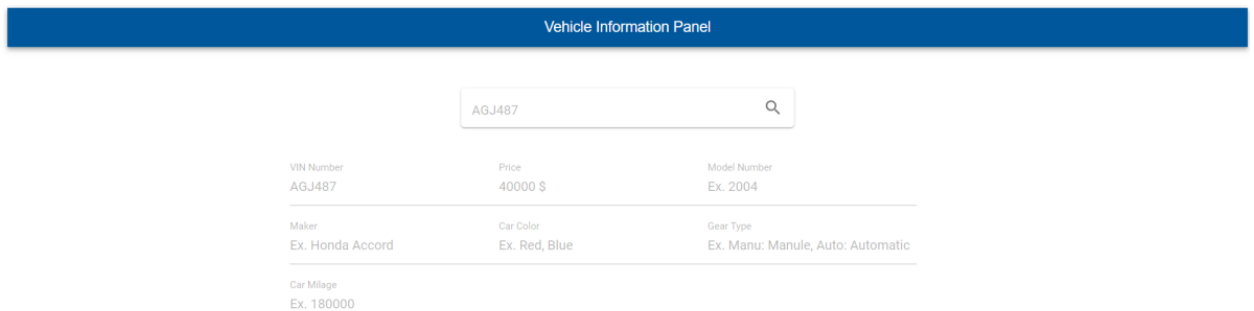 Vehicle Information Panel
AGJ487
VIN Number Price Model Number
AGJ487 40000 $ Ex. 2004
Maker Car Color Gear Type
Ex. Honda Accord Ex. Red, Blue Ex. Manu: Manule, Auto: Automatic
Car Milage
Ex. 180000